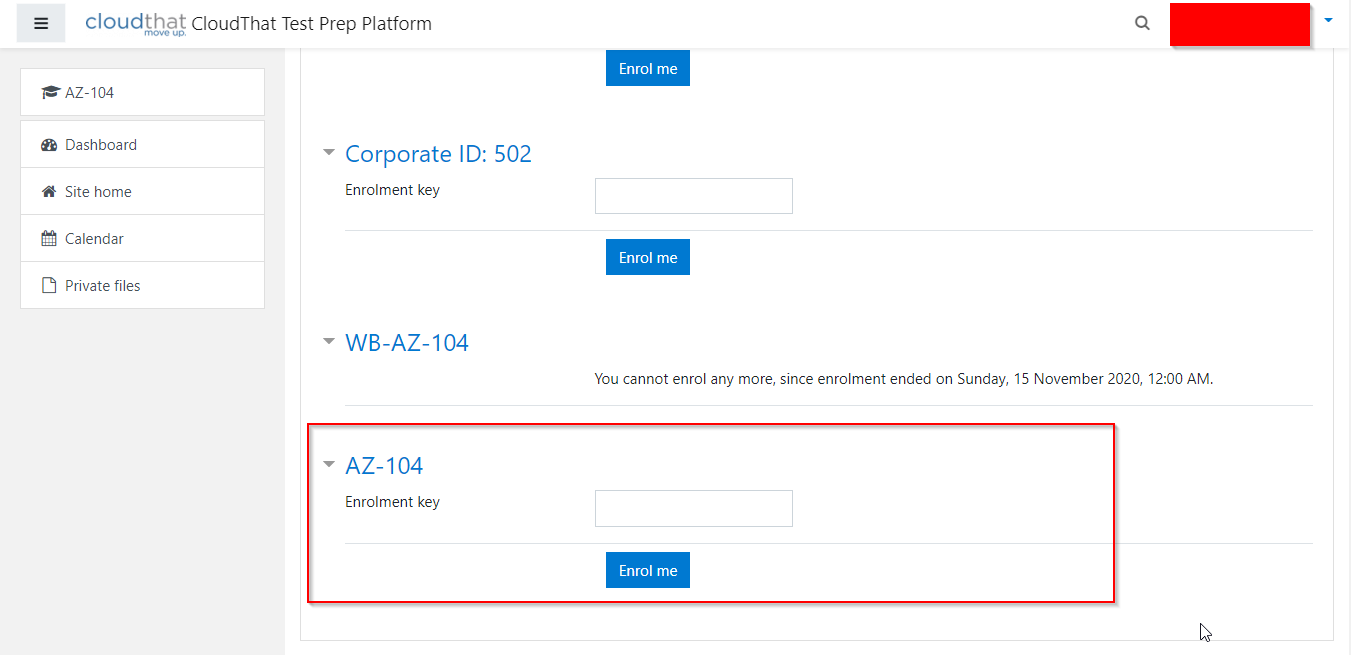 cloudthat CloudThat Test Prep Platform
move up.
AZ-104
Dashboard
Site home
Calendar
Private files
Enrol me
Corporate ID: 502
Enrolment key
Enrol me
WB-AZ-104
You cannot enrol any more, since enrolment ended on Sunday, 15 November 2020, 12:00 AM.
AZ-104
Enrolment key
Enrol me